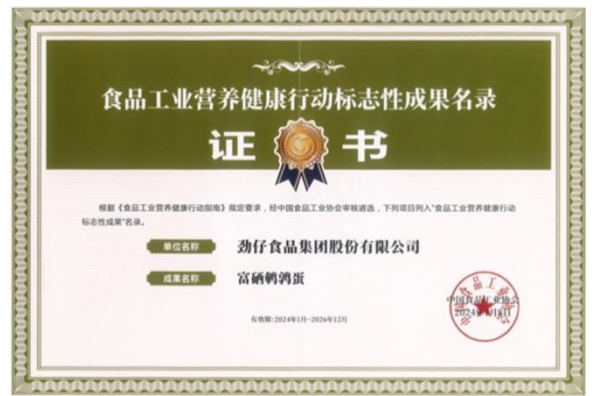 食品工业营养健康行动标志性成果名录
证书
根据《食品工业营养健康行动指南》规定要求，经中国食品工业协会审核遴选，下列项目列入“食品工业营养健康行动
标志性成果”名录。
单位名称 劲仔食品集团股份有限公司
成果名称 富硒鹌鹑蛋
有效期:2024年1月-2026年12月
中国食品工业协会